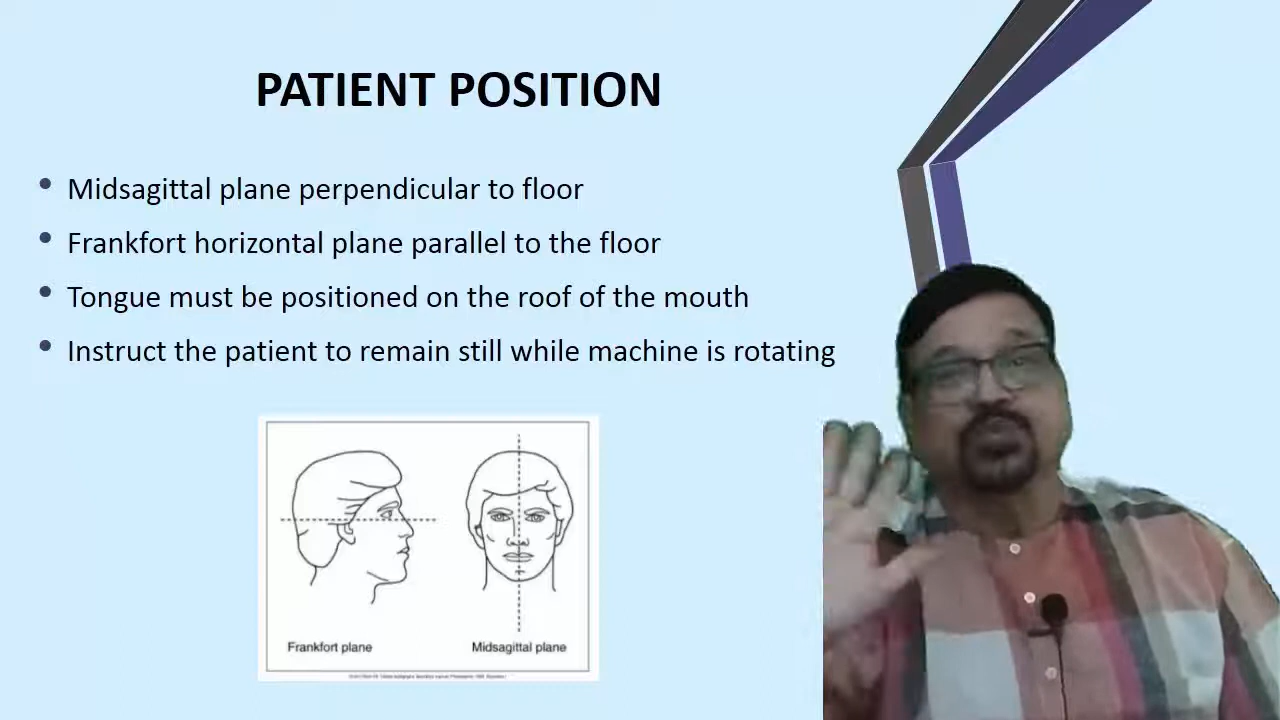 PATIENT POSITION
• Midsagittal plane perpendicular to floor
• Frankfort horizontal plane parallel to the floor
• Tongue must be positioned on the roof of the mouth
• Instruct the patient to remain still while machine is rotating
Frankfort plane
Midsagittal plane